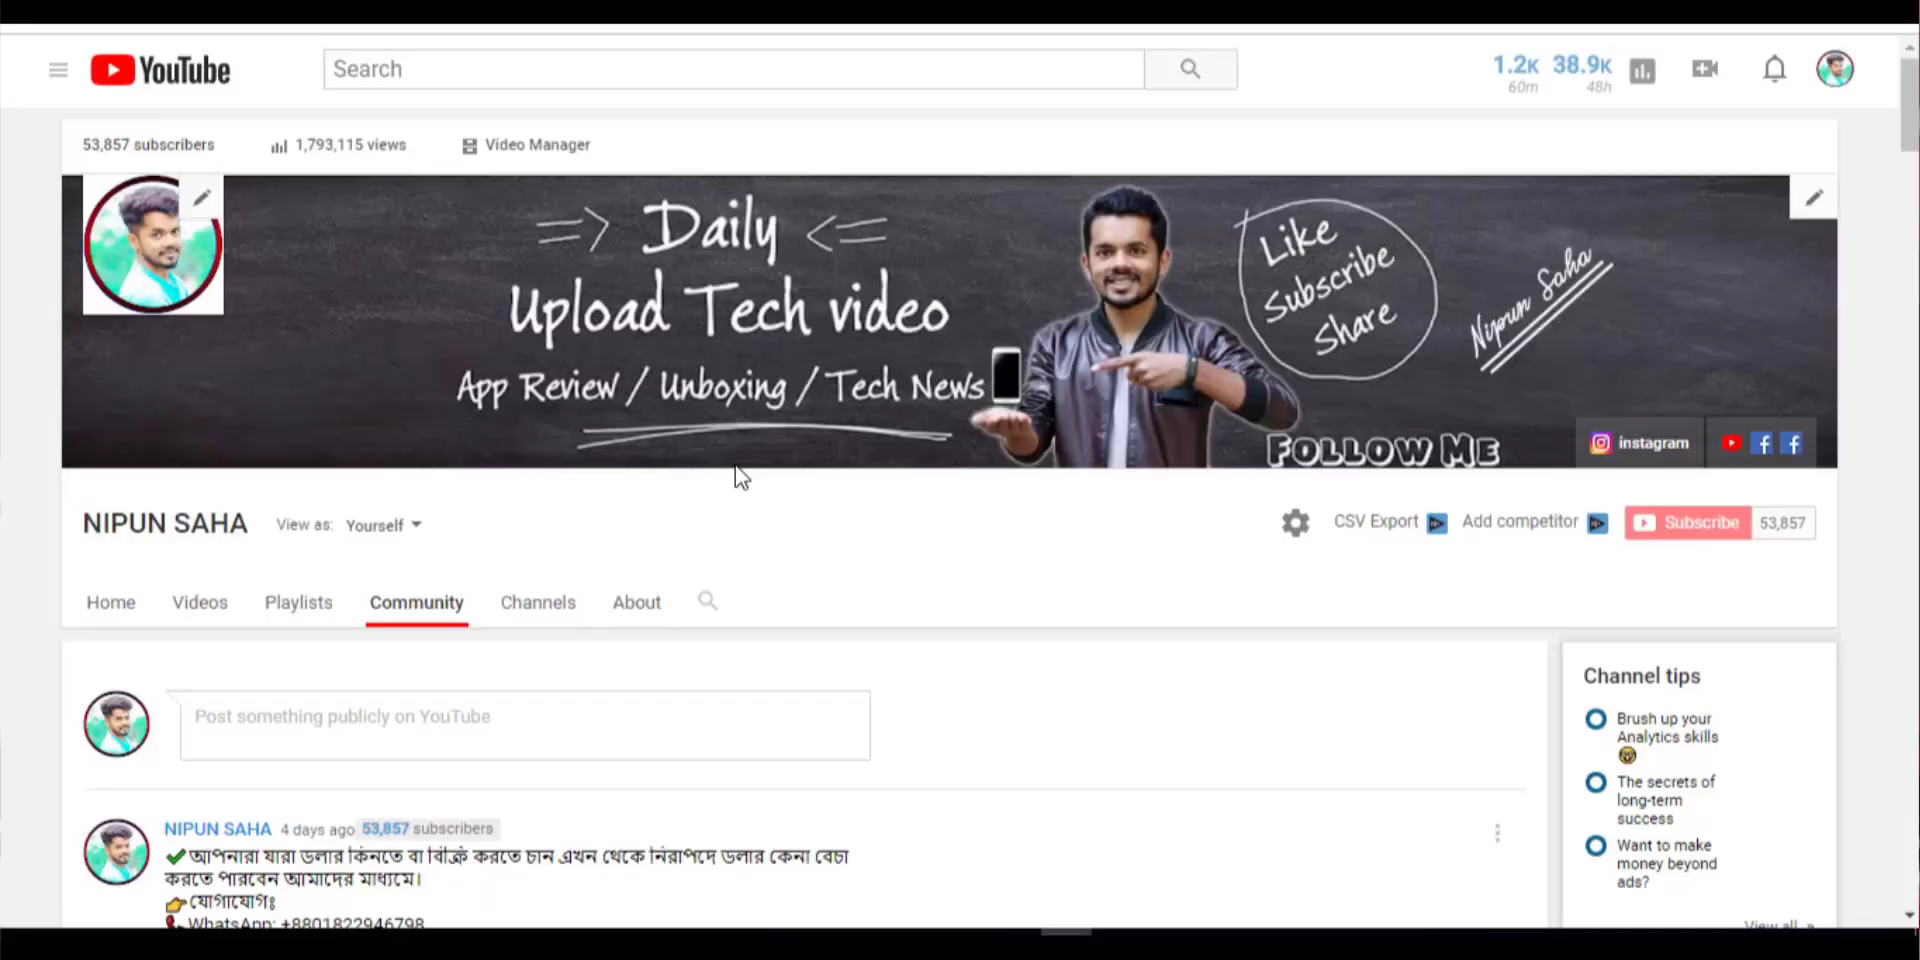 YouTube
Search
1.2K 38.9K
60m 48h
53,857 subscribers 1,793,115 views Video Manager
=> Daily <=
Upload Tech video
App Review / Unboxing / Tech News
Like
Subscribe
Share
Nipun Saha
FOLLOW ME
instagram
NIPUN SAHA View as: Yourself
CSV Export Add competitor Subscribe 53,857
Home Videos Playlists Community Channels About
Post something publicly on YouTube
Channel tips
Brush up your
Analytics skills
The secrets of
long-term
success
Want to make
money beyond
ads?
View all »
NIPUN SAHA 4 days ago 53,857 subscribers
✔আপনারা যারা ডলার কিনতে বা বিক্রি করতে চান এখন থেকে নিরাপদে ডলার কেনা বেচা
করতে পারবেন আমাদের মাধ্যমে।
👉যোগাযোগঃ
📞 WhatsApp: +8801822946798